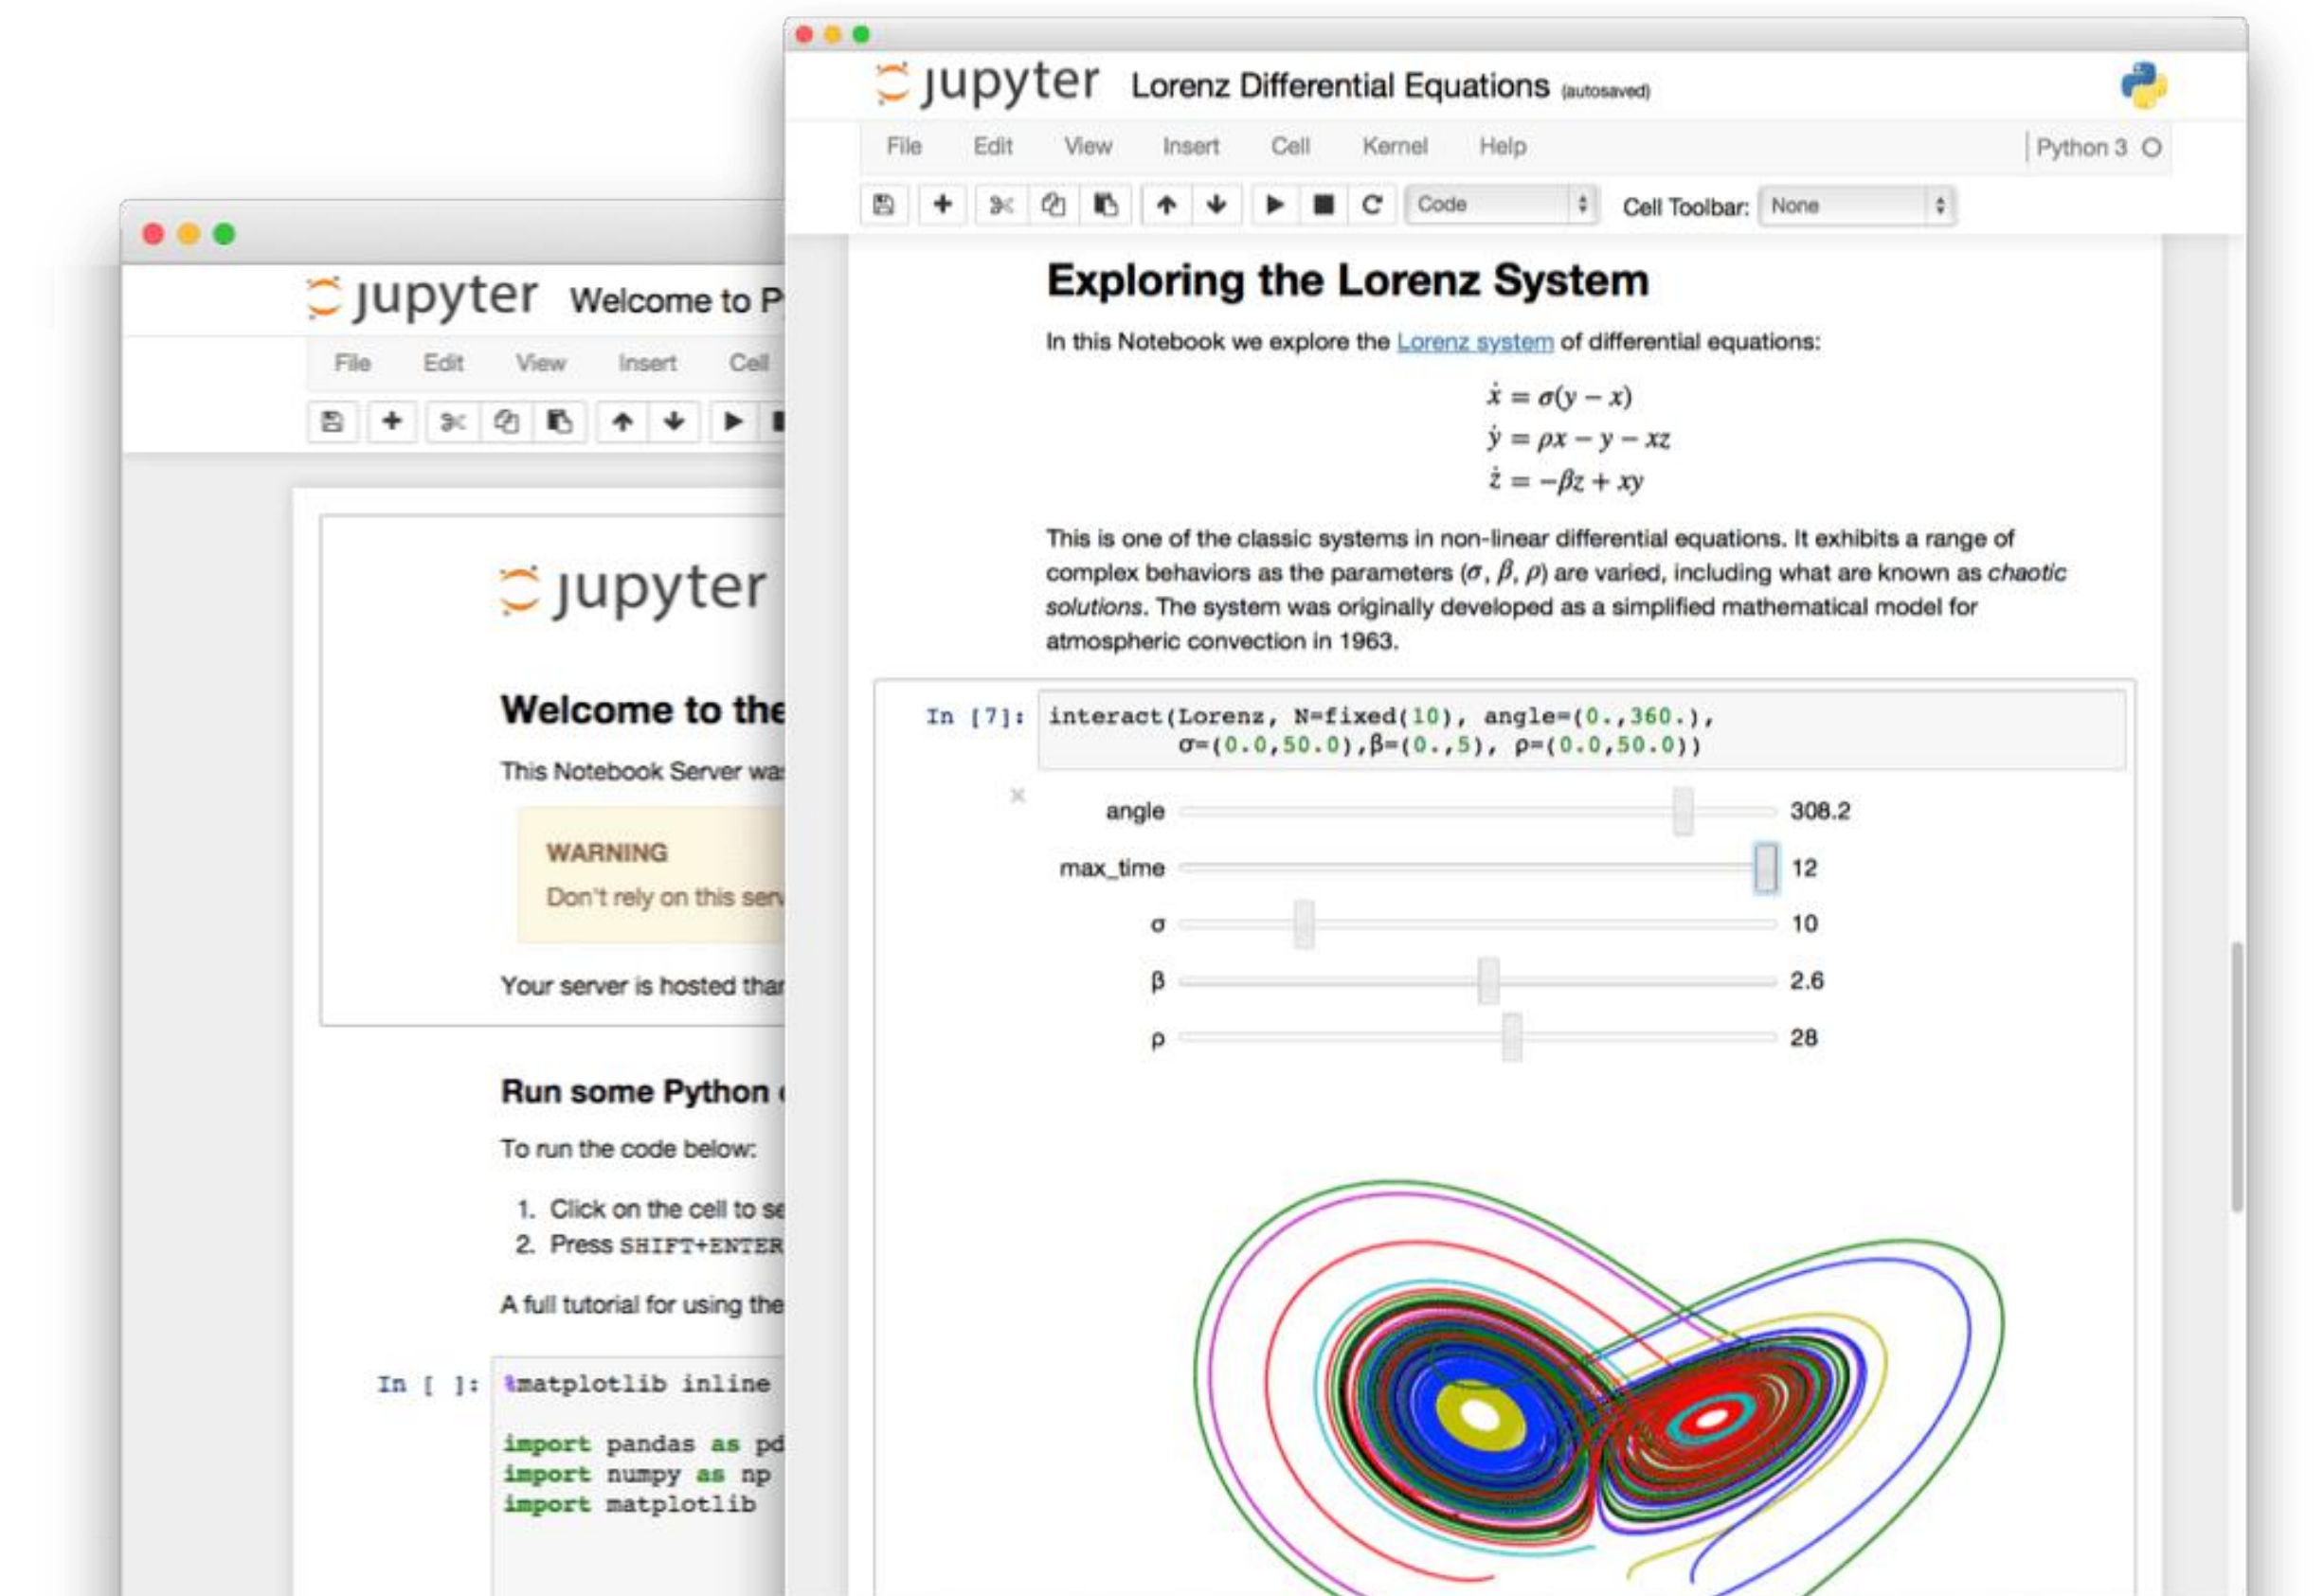 jupyter Lorenz Differential Equations (autosaved)
File Edit View Insert Cell Kernel Help Python 3
Code Cell Toolbar: None
Exploring the Lorenz System
In this Notebook we explore the Lorenz system of differential equations:
ẋ = σ(y − x)
ẏ = ρx − y − xz
ż = −βz + xy
This is one of the classic systems in non-linear differential equations. It exhibits a range of
complex behaviors as the parameters (σ, β, ρ) are varied, including what are known as chaotic
solutions. The system was originally developed as a simplified mathematical model for
atmospheric convection in 1963.
In [7]: interact(Lorenz, N=fixed(10), angle=(0.,360.),
σ=(0.0,50.0),β=(0.,5), ρ=(0.0,50.0))
angle 308.2
max_time 12
σ 10
β 2.6
ρ 28
jupyter Welcome to P
File Edit View Insert Cell
jupyter
Welcome to the
This Notebook Server was
WARNING
Don't rely on this serv
Your server is hosted than
Run some Python
To run the code below:
1. Click on the cell to se
2. Press SHIFT+ENTER
A full tutorial for using the
In [ ]: %matplotlib inline
import pandas as pd
import numpy as np
import matplotlib